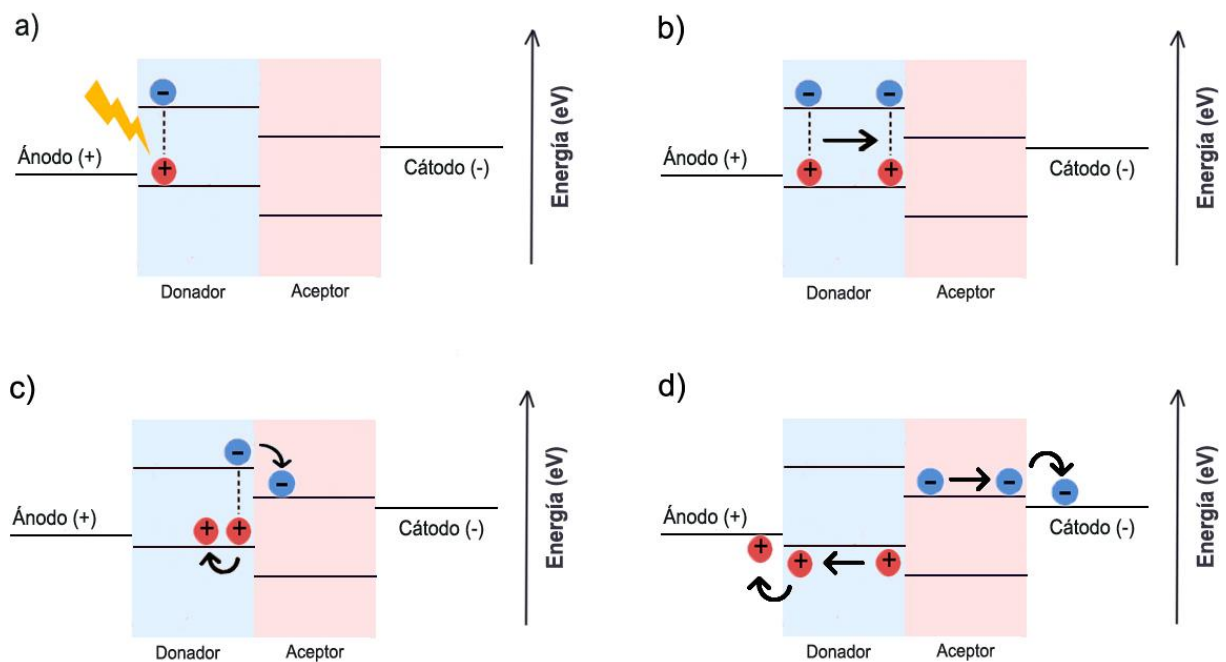 a)
Ánodo (+)
+
-
Cátodo (-)
Energía (eV)
Donador
Aceptor
b)
Ánodo (+)
-
-
+
+
Cátodo (-)
Energía (eV)
Donador
Aceptor
c)
Ánodo (+)
-
-
+
+
Cátodo (-)
Energía (eV)
Donador
Aceptor
d)
Ánodo (+)
-
-
-
+
+
+
Cátodo (-)
Energía (eV)
Donador
Aceptor